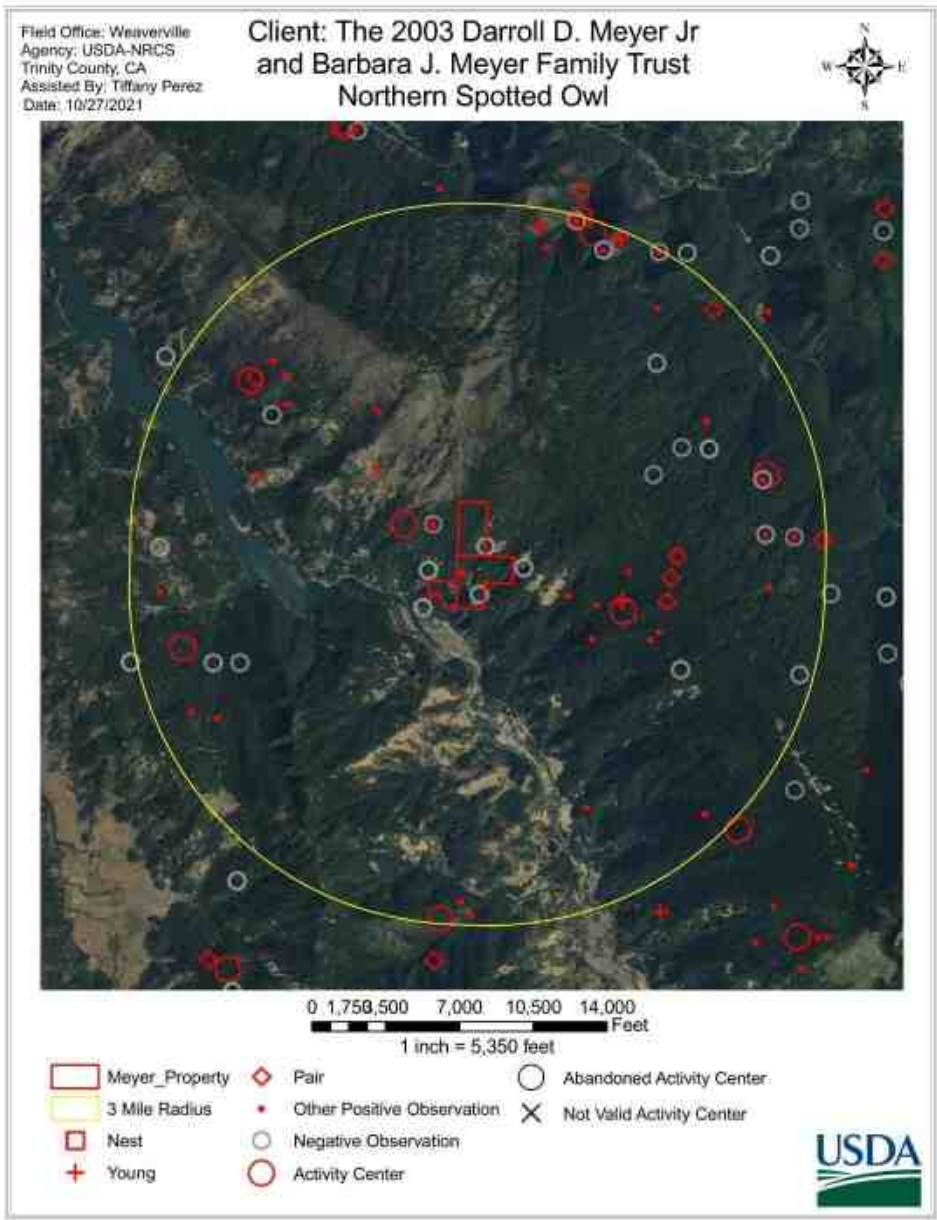 Field Office: Weaverville
Agency: USDA-NRCS
Trinity County, CA
Assisted By: Tiffany Perez
Date: 10/27/2021
Client: The 2003 Darroll D. Meyer Jr
and Barbara J. Meyer Family Trust
Northern Spotted Owl
N
W E
S
0 1,750 3,500 7,000 10,500 14,000
Feet
1 inch = 5,350 feet
Meyer_Property
3 Mile Radius
Nest
Young
Pair
Other Positive Observation
Negative Observation
Activity Center
Abandoned Activity Center
Not Valid Activity Center
USDA